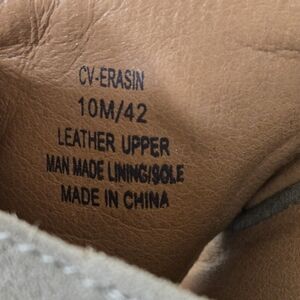 CV-ERASIN
10M/42
LEATHER UPPER
MAN MADE LINING/SOLE
MADE IN CHINA